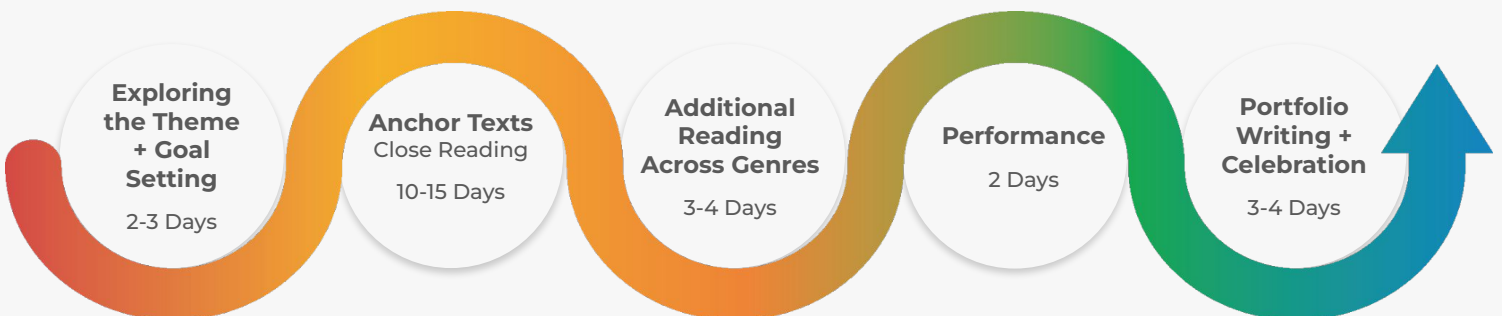 Exploring
the Theme
+ Goal
Setting
2-3 Days
Anchor Texts
Close Reading
10-15 Days
Additional
Reading
Across Genres
3-4 Days
Performance
2 Days
Portfolio
Writing +
Celebration
3-4 Days